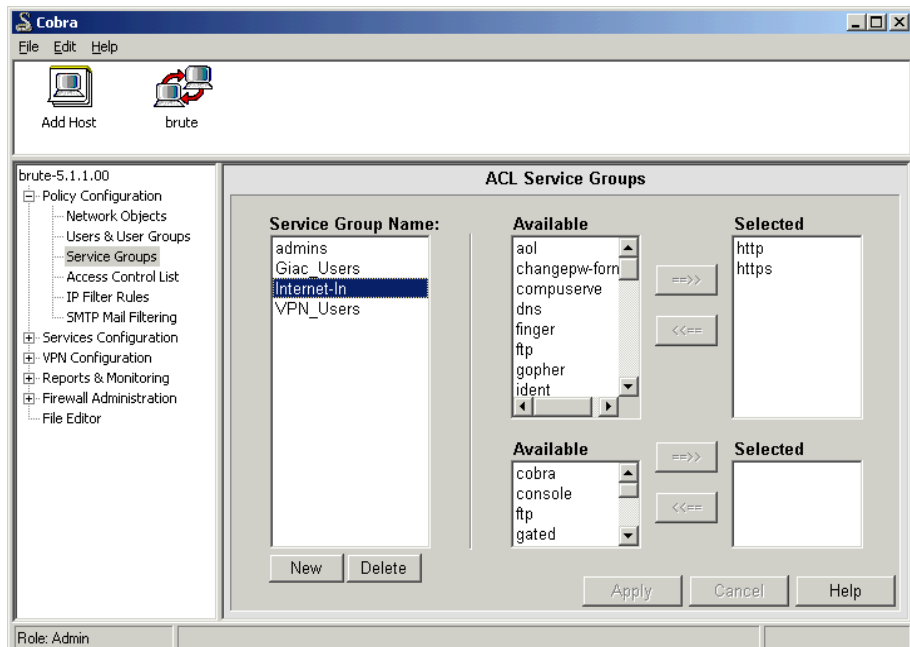 Cobra
File Edit Help
Add Host
brute
brute-5.1.1.00
Policy Configuration
Network Objects
Users & User Groups
Service Groups
Access Control List
IP Filter Rules
SMTP Mail Filtering
Services Configuration
VPN Configuration
Reports & Monitoring
Firewall Administration
File Editor
ACL Service Groups
Service Group Name:
admins
Giac_Users
Internet-In
VPN_Users
New
Delete
Available
aol
changepw-forn
compuserve
dns
finger
ftp
gopher
ident
==>>
<<==
Selected
http
https
Available
cobra
console
ftp
gated
==>>
<<==
Selected
Apply
Cancel
Help
Role: Admin